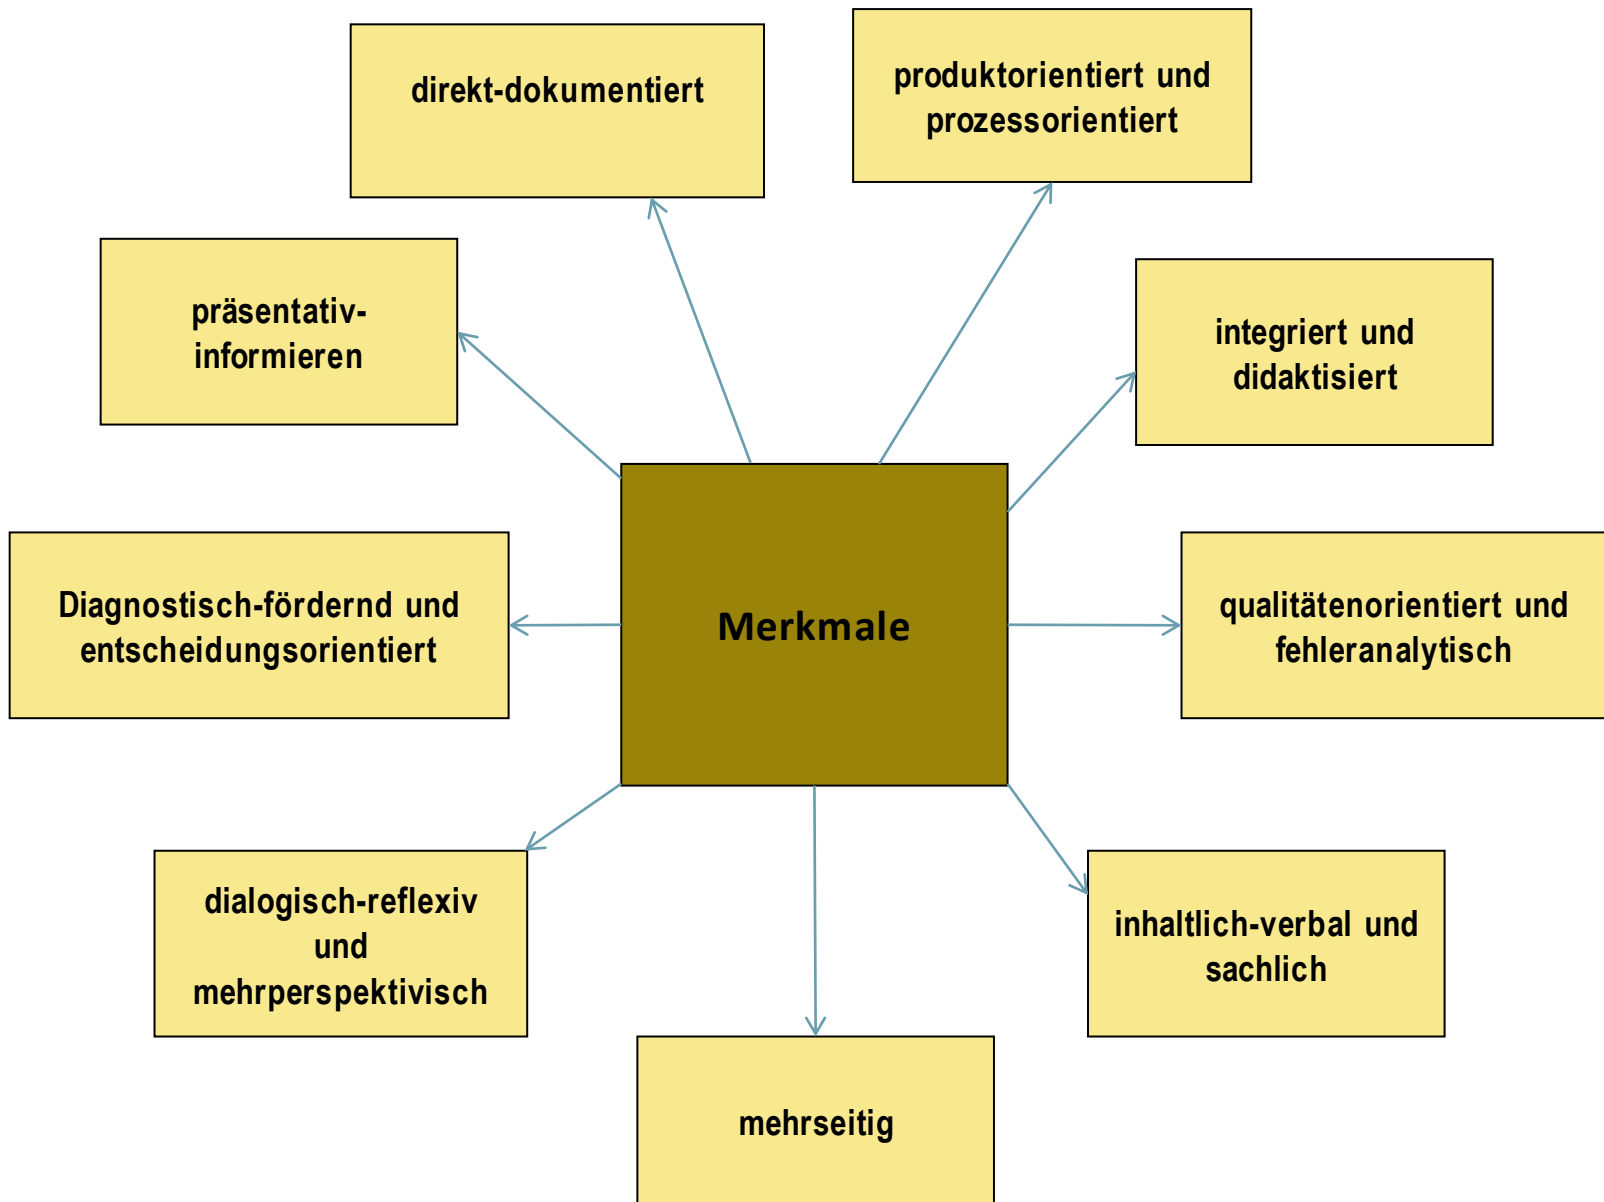 direkt-dokumentiert
produktorientiert und
prozessorientiert
präsentativ-
informieren
integriert und
didaktisiert
Diagnostisch-fördernd und
entscheidungsorientiert
Merkmale
qualitätenorientiert und
fehleranalytisch
dialogisch-reflexiv
und
mehrperspektivisch
inhaltlich-verbal und
sachlich
mehrseitig